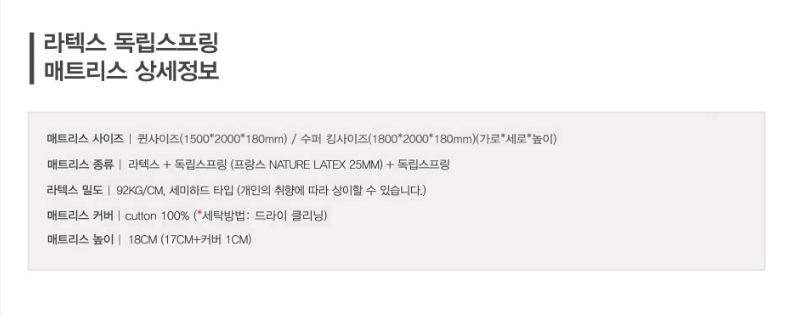 라텍스 독립스프링
매트리스 상세정보
매트리스 사이즈 | 퀸사이즈(1500*2000*180mm) / 수퍼 킹사이즈(1800*2000*180mm)(가로*세로*높이)
매트리스 종류 | 라텍스 + 독립스프링 (프랑스 NATURE LATEX 25MM) + 독립스프링
라텍스 밀도 | 92KG/CM, 세미하드 타입 (개인의 취향에 따라 상이할 수 있습니다.)
매트리스 커버 | cutton 100% (*세탁방법: 드라이 클리닝)
매트리스 높이 | 18CM (17CM+커버 1CM)